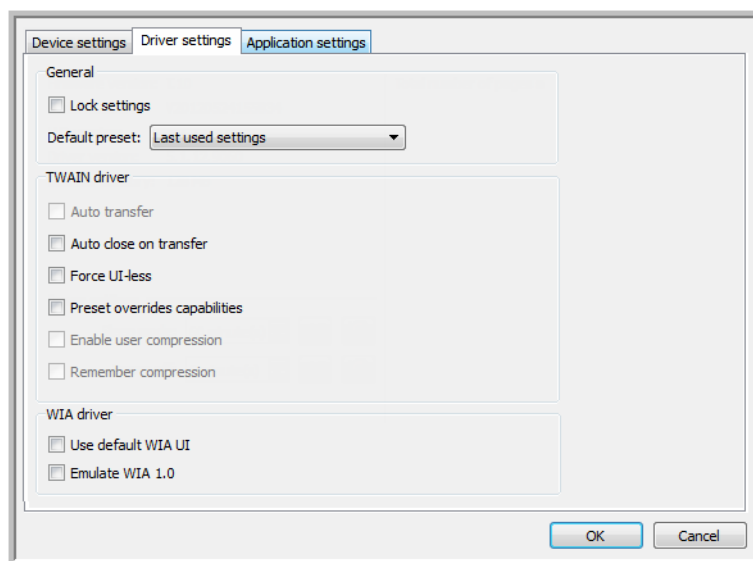 Device settings Driver settings Application settings
General
Lock settings
Default preset: Last used settings
TWAIN driver
Auto transfer
Auto close on transfer
Force UI-less
Preset overrides capabilities
Enable user compression
Remember compression
WIA driver
Use default WIA UI
Emulate WIA 1.0
OK Cancel